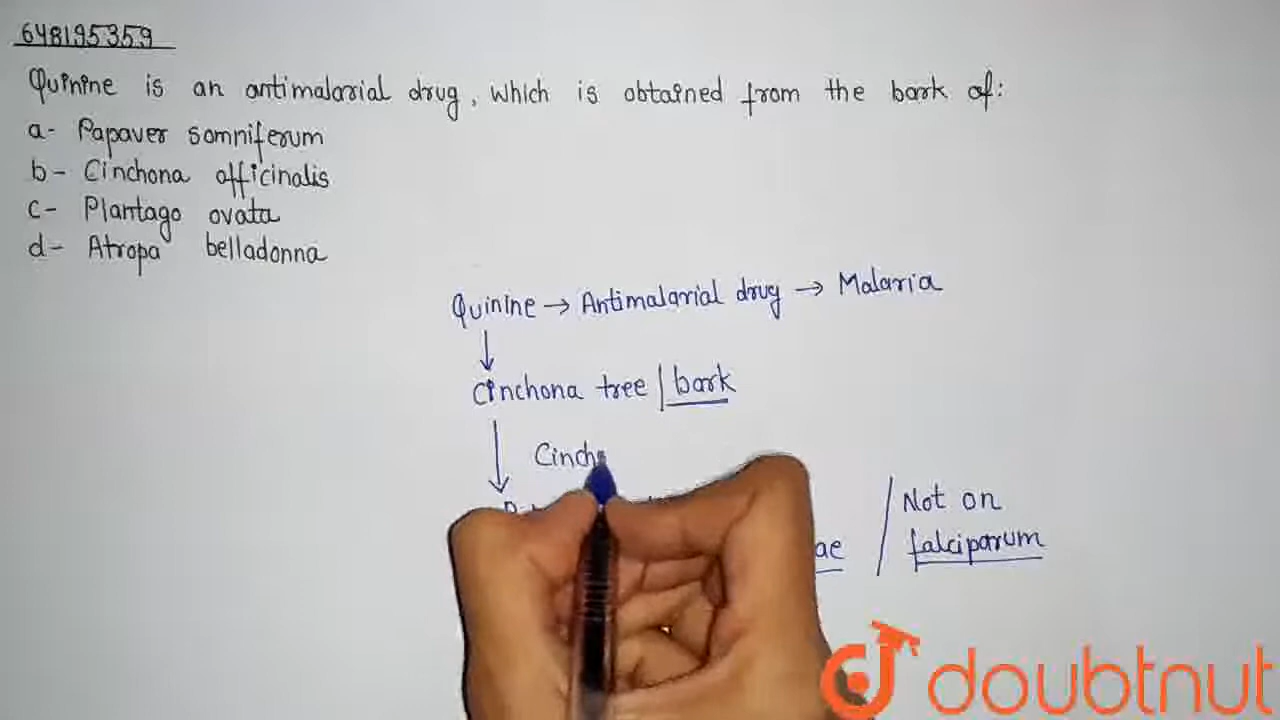 648195359
Quinine is an antimalarial drug, which is obtained from the bark of:
a- Papaver somniferum
b- Cinchona officinalis
c- Plantago ovata
d- Atropa belladonna
Quinine → Antimalarial drug → Malaria
↓
Cinchona tree | bark
↓ Cinch
/ Not on
ae falciparum
doubtnut